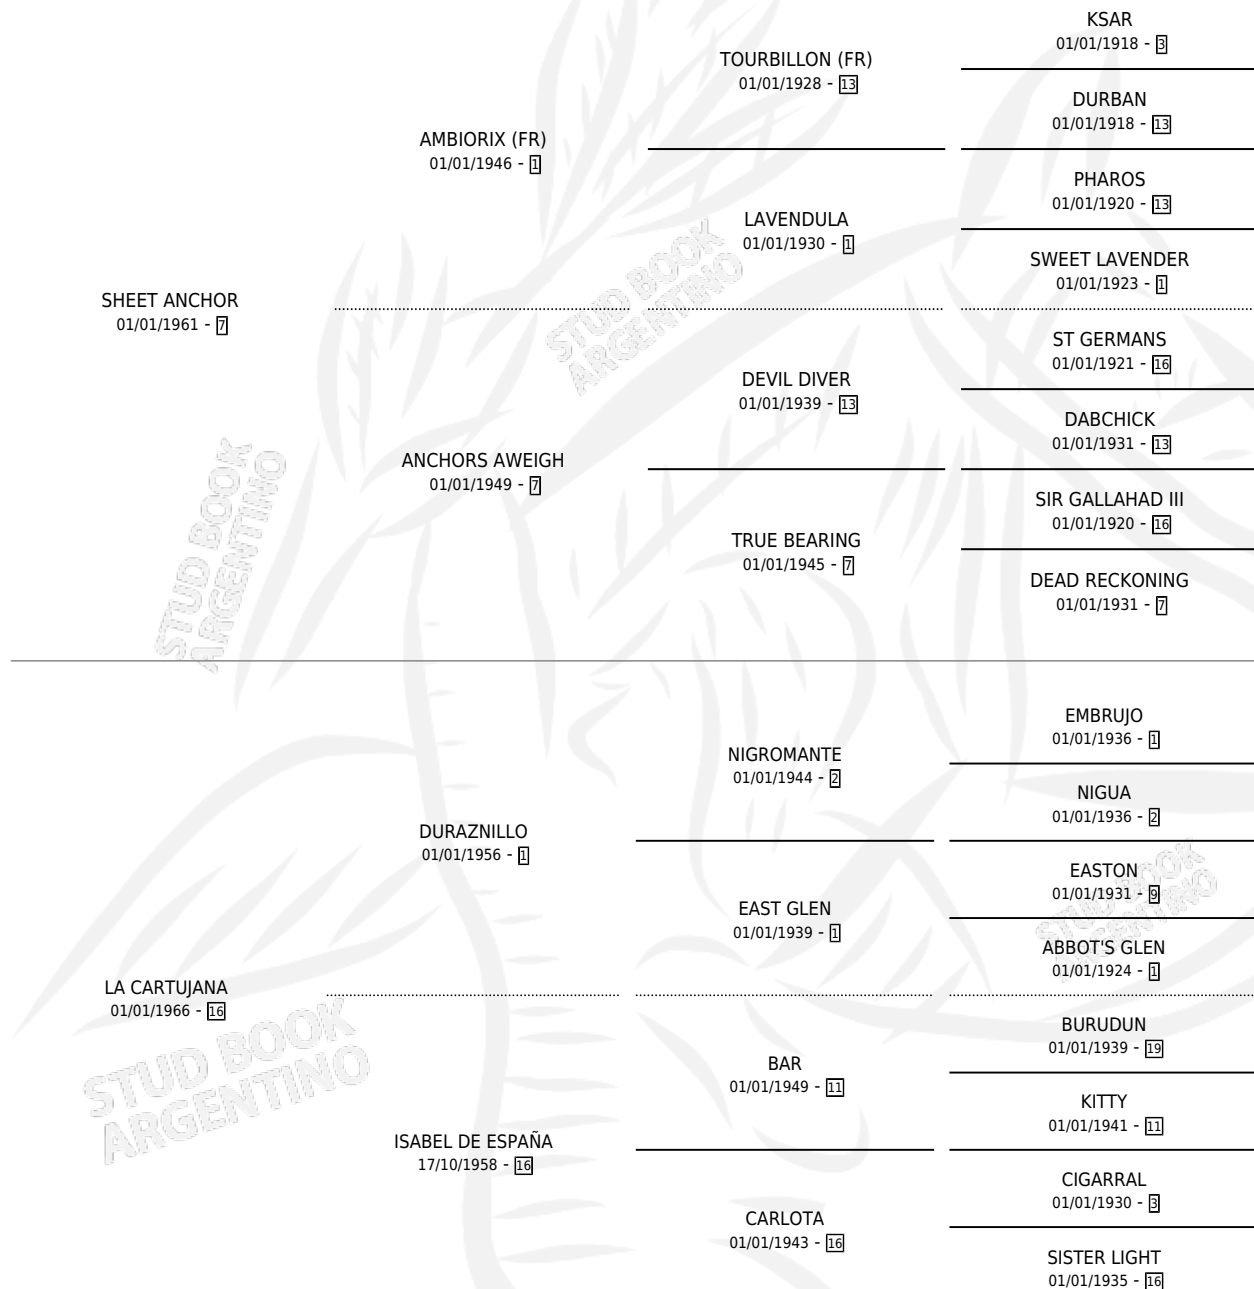 KSAR
01/01/1918 - 3
TOURBILLON (FR)
01/01/1928 - 13
DURBAN
01/01/1918 - 13
AMBIORIX (FR)
01/01/1946 - 1
PHAROS
01/01/1920 - 13
LAVENDULA
01/01/1930 - 1
SWEET LAVENDER
01/01/1923 - 1
SHEET ANCHOR
01/01/1961 - 7
ST GERMANS
01/01/1921 - 16
DEVIL DIVER
01/01/1939 - 13
DABCHICK
01/01/1931 - 13
ANCHORS AWEIGH
01/01/1949 - 7
SIR GALLAHAD III
01/01/1920 - 16
TRUE BEARING
01/01/1945 - 7
DEAD RECKONING
01/01/1931 - 7
EMBRUJO
01/01/1936 - 1
NIGROMANTE
01/01/1944 - 2
NIGUA
01/01/1936 - 2
DURAZNILLO
01/01/1956 - 1
EASTON
01/01/1931 - 9
EAST GLEN
01/01/1939 - 1
ABBOT'S GLEN
01/01/1924 - 1
LA CARTUJANA
01/01/1966 - 16
BURUDUN
01/01/1939 - 19
BAR
01/01/1949 - 11
KITTY
01/01/1941 - 11
ISABEL DE ESPAÑA
17/10/1958 - 16
CIGARRAL
01/01/1930 - 3
CARLOTA
01/01/1943 - 16
SISTER LIGHT
01/01/1935 - 16
STUD BOOK
ARGENTINO
STUD BOOK
ARGENTINO
STUD BOOK
ARGENTINO
STUD BOOK
ARGENTINO